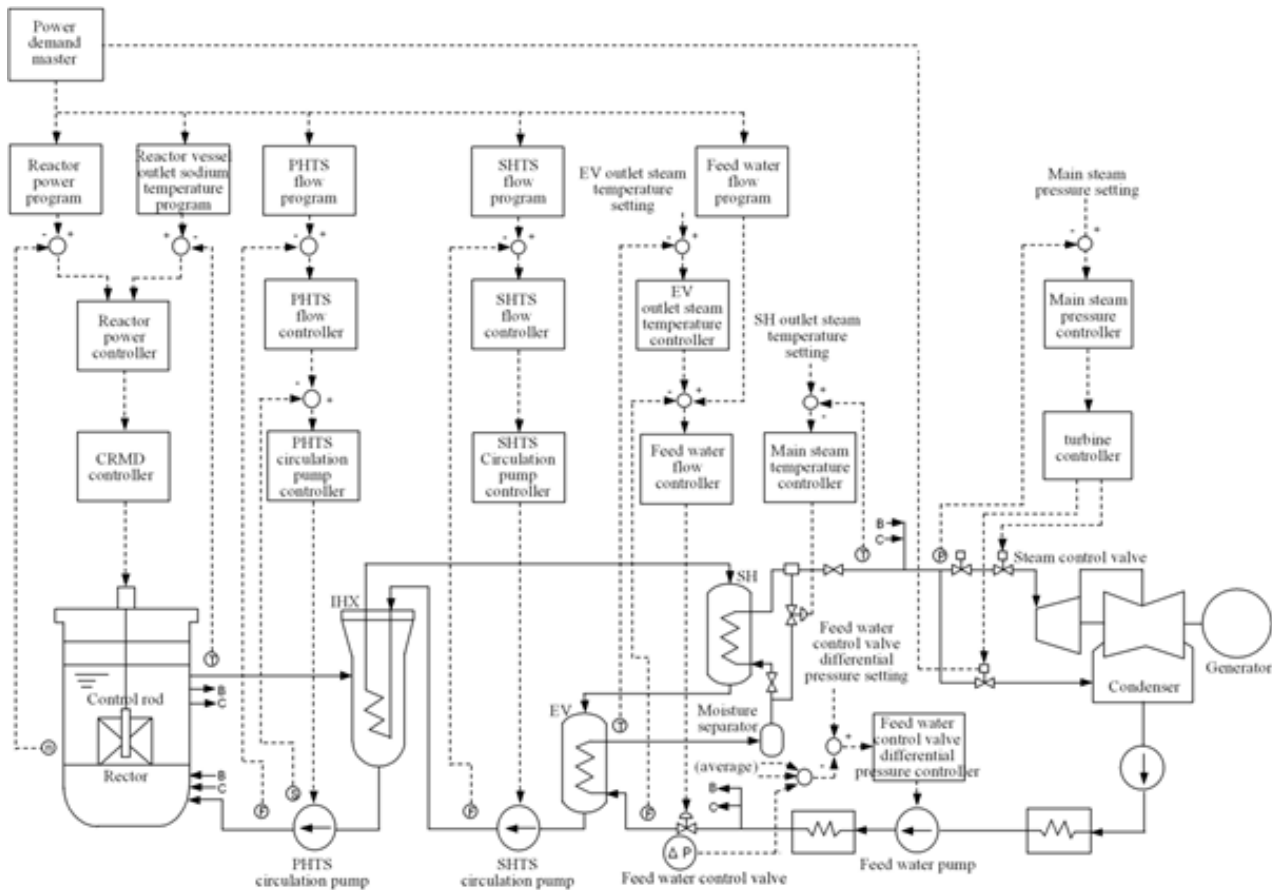 Power
demand
master
Reactor
power
program
Reactor vessel
outlet sodium
temperature
program
PHTS
flow
program
SHTS
flow
program
EV outlet steam
temperature
setting
Feed water
flow
program
Main steam
pressure setting
-
+
+
-
-
+
-
+
-
+
-
+
Reactor
power
controller
PHTS
flow
controller
SHTS
flow
controller
EV
outlet steam
temperature
controller
SH outlet steam
temperature
setting
Main steam
pressure
controller
-
+
-
+
+
+
-
CRMD
controller
PHTS
circulation
pump
controller
SHTS
Circulation
pump
controller
Feed water
flow
controller
Main steam
temperature
controller
turbine
controller
B
C
T
P
Steam control valve
SH
IHX
T
Feed water
control valve
differential
pressure setting
Generator
Control rod
B
C
EV
T
Moisture
separator
Condenser
n
Rector
(average)
+
-
-
Feed water
control valve
differential
pressure controller
B
C
F
S
F
F
B
C
Δ P
PHTS
circulation pump
SHTS
circulation pump
Feed water control valve
Feed water pump